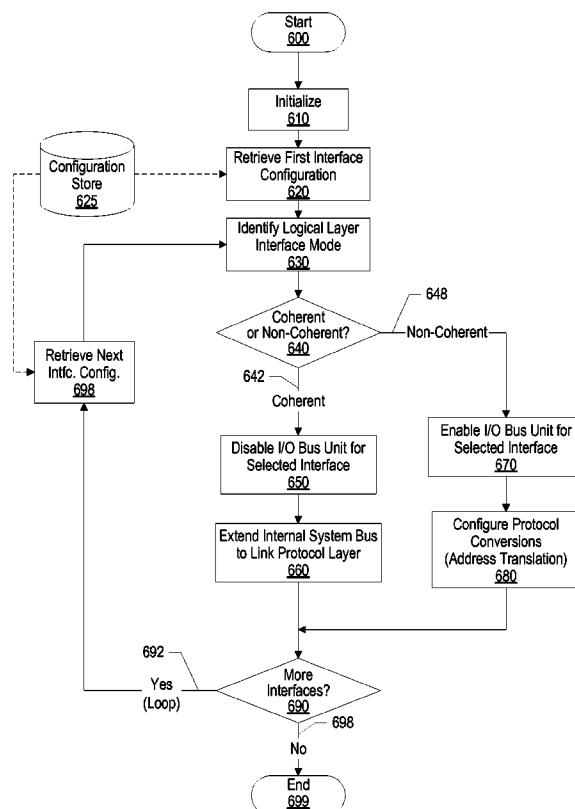 Start
600
Initialize
610
Configuration
Store
625
Retrieve First Interface
Configuration
620
Identify Logical Layer
Interface Mode
630
648
Coherent
or Non-Coherent?
640
Non-Coherent
Retrieve Next
Intfc. Config.
698
642
Coherent
Disable I/O Bus Unit for
Selected Interface
650
Enable I/O Bus Unit for
Selected Interface
670
Extend Internal System Bus
to Link Protocol Layer
660
Configure Protocol
Conversions
(Address Translation)
680
692
Yes
(Loop)
More
Interfaces?
690
698
No
End
699